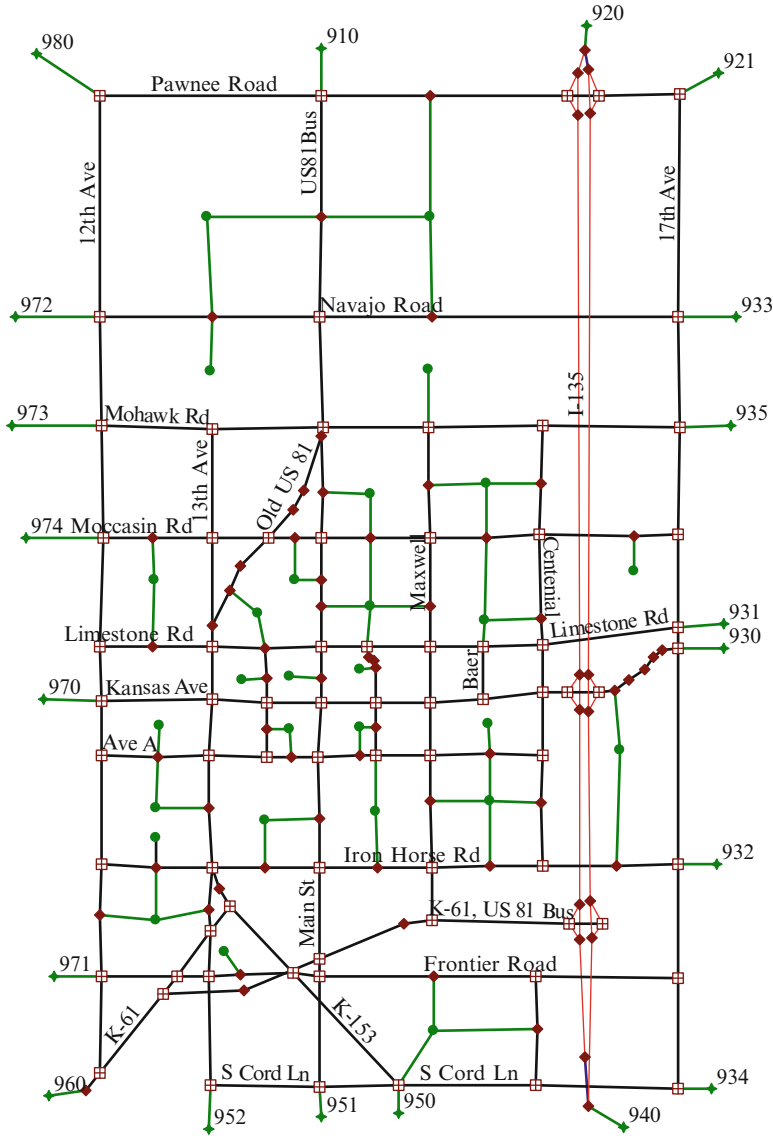 920
980
910
921
Pawnee Road
US81Bus
12th Ave
17th Ave
972
Navajo Road
933
I-135
973
Mohawk Rd
935
13th Ave
Old US 81
974
Moccasin Rd
Maxwell
Centenial
931
Limestone Rd
Limestone Rd
930
Baer
970
Kansas Ave
Ave A
Iron Horse Rd
932
Main St
K-61, US 81 Bus
971
Frontier Road
K-61
K-153
S Cord Ln
S Cord Ln
960
934
952
951
950
940